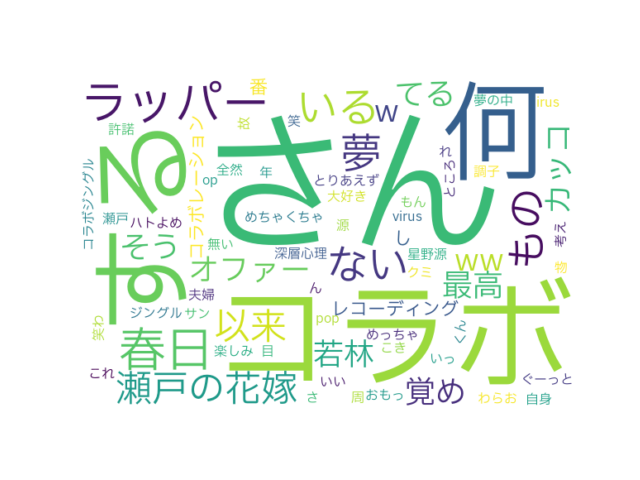 ラッパー
いる
w
てる
番
夢の中
irus
何
さん
する
許諾
故
笑
夢
ところれ
カッコ
コラボジングル
コラボレーション
全然
年
op
とりあえず
大好き
調子
もの
瀬戸
ハトよめ
めちゃくちゃ
源
virus
もん
し
そう
無い
深層心理
星野源
考え
オファー
ない
ww
クミ
惚
夫婦
ん
最高
コラボ
ジングル
サン
以来
pop
レコーディング
くん
笑わ
春日
楽しみ
目
若林
めっちゃ
こき
いっ
これ
瀬戸の花嫁
いい
さ
周
おもっ
覚め
わらお
ぐーっと
自身